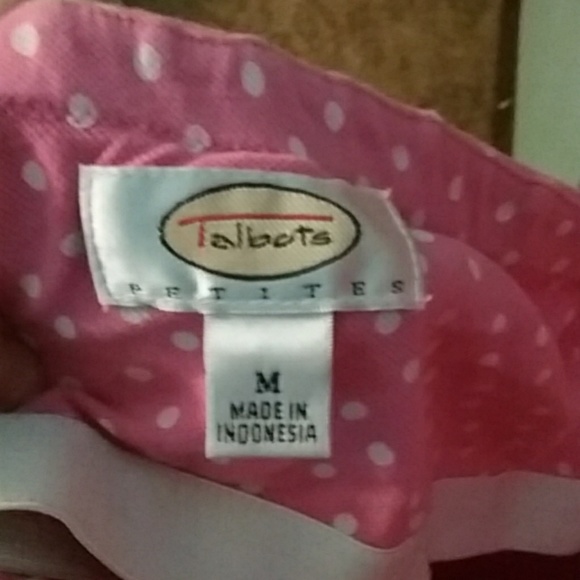 Talbots
PETITES
M
MADE IN
INDONESIA